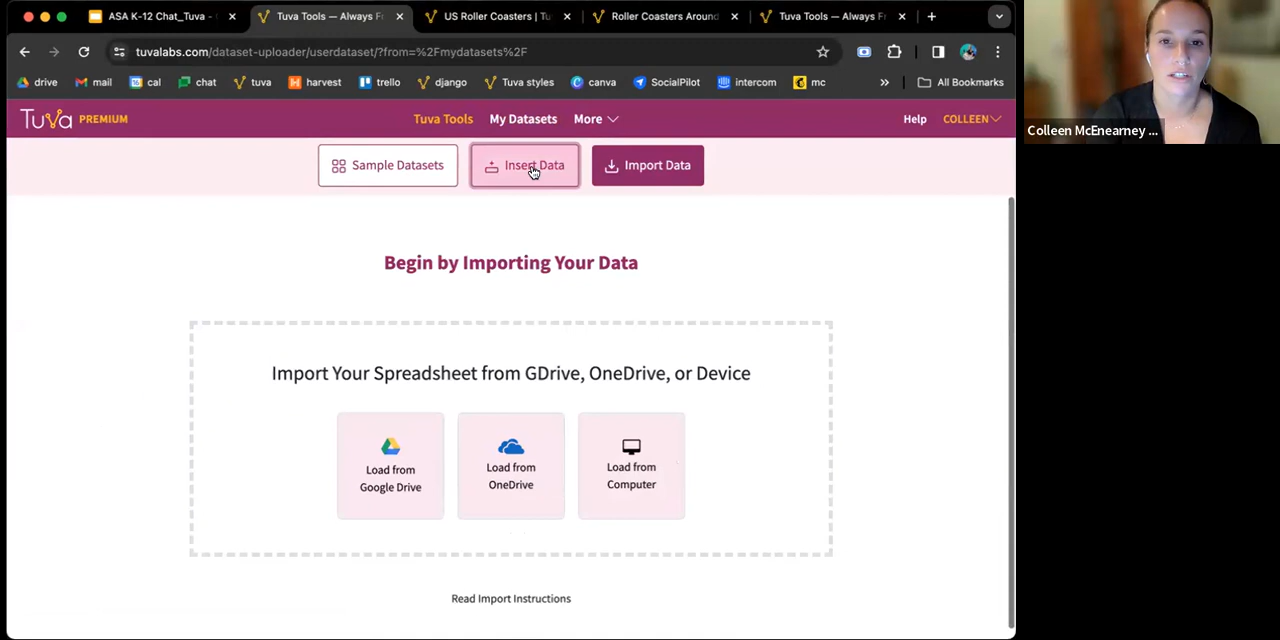 ASA K-12 Chat_Tuva -
Tuva Tools — Always F
US Roller Coasters | Tu
Roller Coasters Around
Tuva Tools — Always F
tuvalabs.com/dataset-uploader/userdataset/?from=%2Fmydatasets%2F
drive
mail
cal
chat
tuva
harvest
trello
django
Tuva styles
canva
SocialPilot
intercom
mc
All Bookmarks
Tuva PREMIUM
Tuva Tools
My Datasets
More
Help
COLLEEN
Sample Datasets
Insert Data
Import Data
Begin by Importing Your Data
Import Your Spreadsheet from GDrive, OneDrive, or Device
Load from
Google Drive
Load from
OneDrive
Load from
Computer
Read Import Instructions
Colleen McEnearney ...